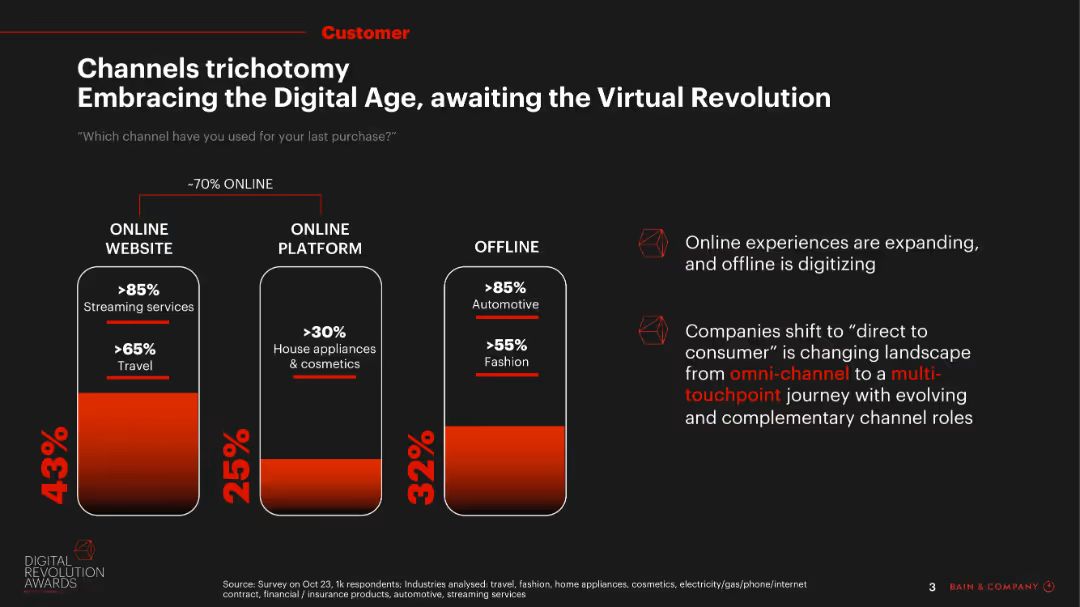 Customer
Channels trichotomy
Embracing the Digital Age, awaiting the Virtual Revolution
"Which channel have you used for your last purchase?"
~70% ONLINE
ONLINE
WEBSITE
>85%
Streaming services
>65%
Travel
43%
ONLINE
PLATFORM
>30%
House appliances
& cosmetics
25%
OFFLINE
>85%
Automotive
>55%
Fashion
32%
Online experiences are expanding,
and offline is digitizing
Companies shift to “direct to
consumer” is changing landscape
from omni-channel to a multi-
touchpoint journey with evolving
and complementary channel roles
DIGITAL
REVOLUTION
AWARDS
Source: Survey on Oct 23, 1k respondents; Industries analysed: travel, fashion, home appliances, cosmetics, electricity/gas/phone/internet
contract, financial / insurance products, automotive, streaming services
3
BAIN & COMPANY